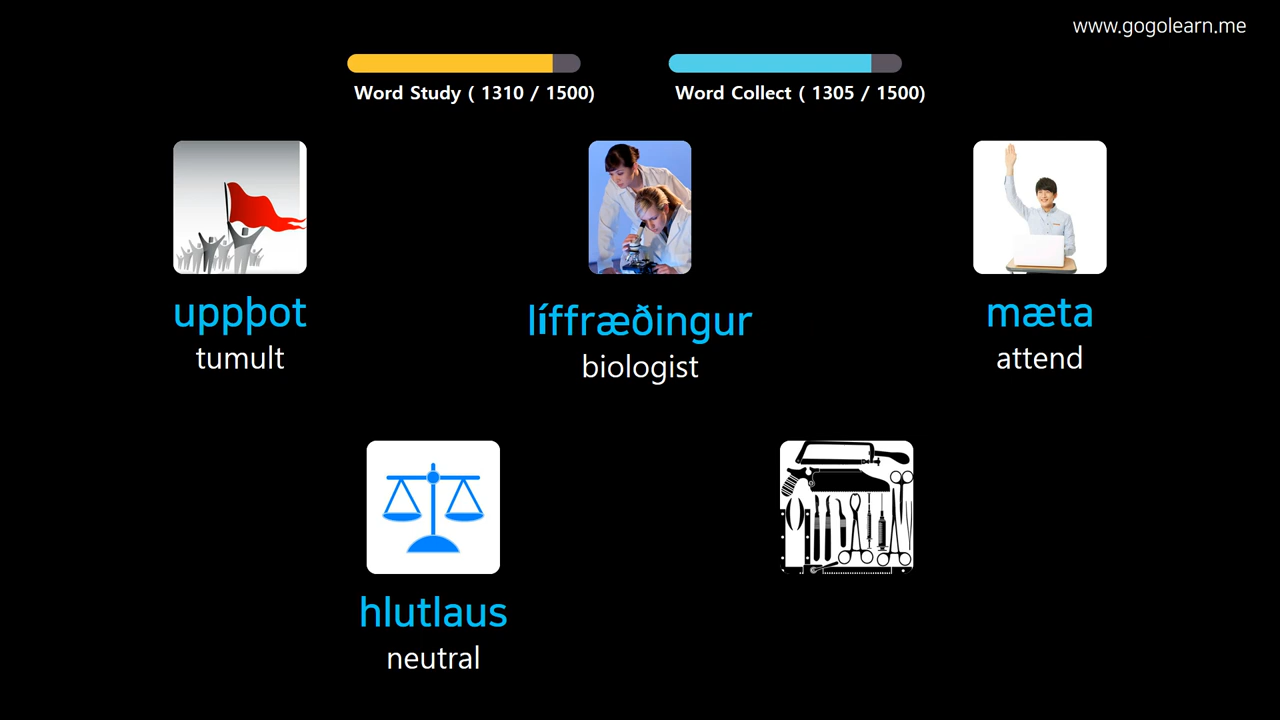 www.gogolearn.me
Word Study ( 1310 / 1500)
Word Collect ( 1305 / 1500)
uppþot
tumult
líffræðingur
biologist
mæta
attend
hlutlaus
neutral